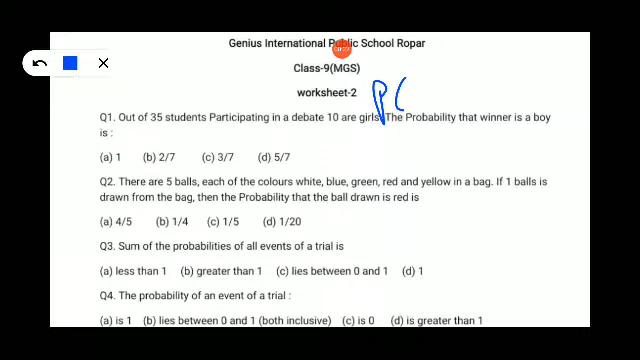 Genius International Public School Ropar
Class-9(MGS)
worksheet-2
P(
Q1. Out of 35 students Participating in a debate 10 are girls. The Probability that winner is a boy
is :
(a) 1 (b) 2/7 (c) 3/7 (d) 5/7
Q2. There are 5 balls, each of the colours white, blue, green, red and yellow in a bag. If 1 balls is
drawn from the bag, then the Probability that the ball drawn is red is
(a) 4/5 (b) 1/4 (c) 1/5 (d) 1/20
Q3. Sum of the probabilities of all events of a trial is
(a) less than 1 (b) greater than 1 (c) lies between 0 and 1 (d) 1
Q4. The probability of an event of a trial :
(a) is 1 (b) lies between 0 and 1 (both inclusive) (c) is 0 (d) is greater than 1